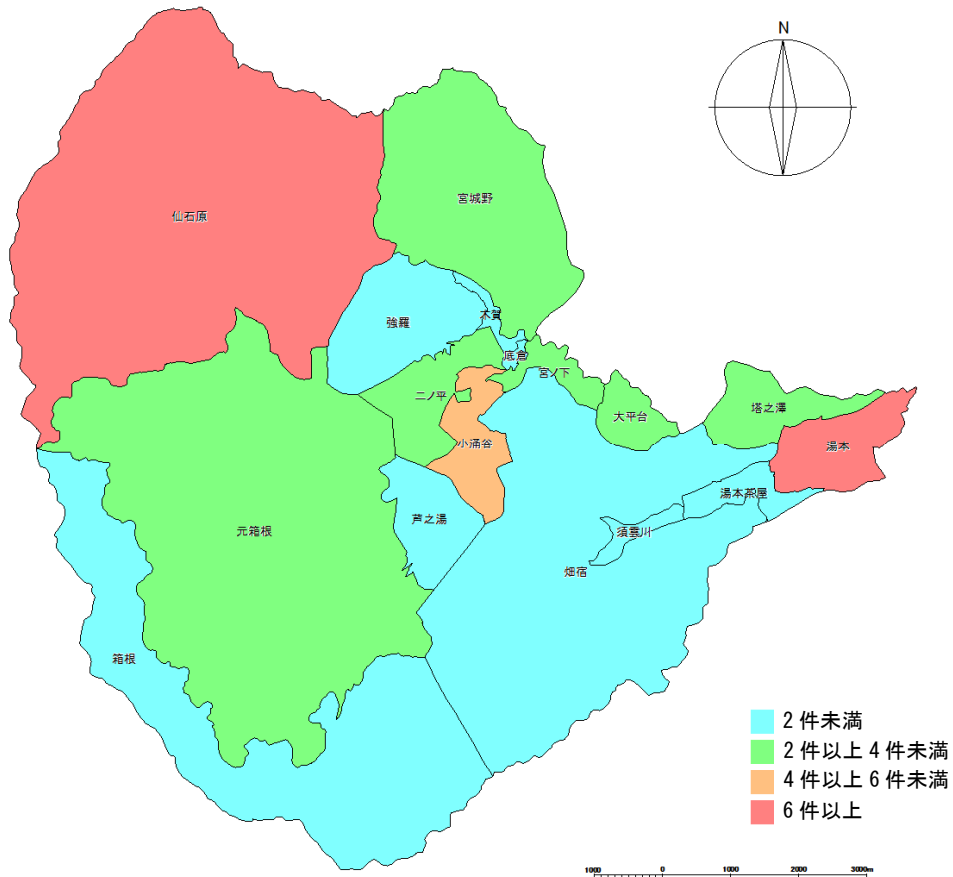 N
宮城野
仙石原
木賀
強羅
底倉
宮ノ下
二ノ平
塔之澤
大平台
小涌谷
湯本
湯本茶屋
芦之湯
元箱根
須雲川
畑宿
箱根
2件未満
2件以上4件未満
4件以上6件未満
6件以上
1000 0 1000 2000 3000m